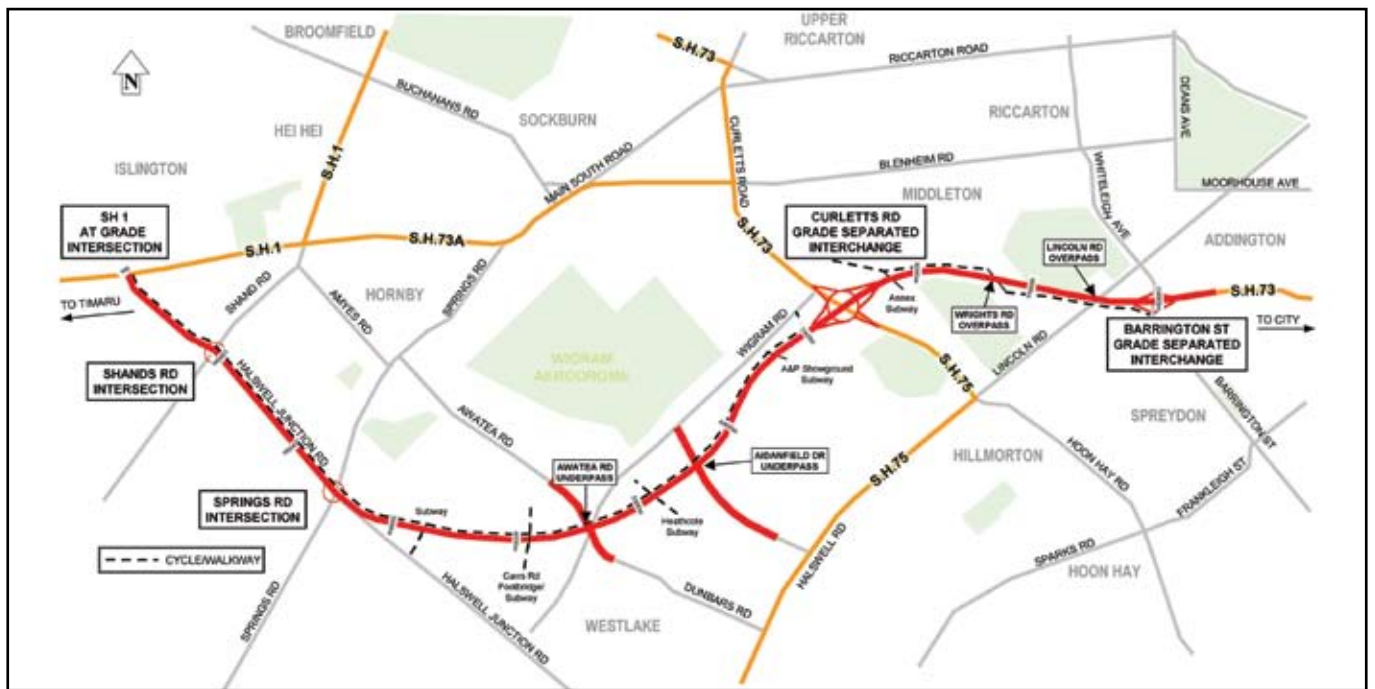 BROOMFIELD
UPPER
RICCARTON
N
S.H.73
RICCARTON ROAD
BUCHANANS RD
SOCKBURN
HEI HEI
S.H.1
RICCARTON
DEANS AVE
CURLETTS ROAD
ISLINGTON
MAIN SOUTH ROAD
BLENHEIM RD
WHITELEIGH AVE
MIDDLETON
MOORHOUSE AVE
SH 1
AT GRADE
INTERSECTION
S.H.1
S.H.73A
S.H.73
CURLETTS RD
GRADE SEPARATED
INTERCHANGE
LINCOLN RD
OVERPASS
ADDINGTON
TO TIMARU
SHAND RD
AMYES RD
HORNBY
SPRINGS RD
WIGRAM RD
Annex
Subway
WRIGHTS RD
OVERPASS
S.H.73
TO CITY
LINCOLN RD
BARRINGTON ST
GRADE SEPARATED
INTERCHANGE
SHANDS RD
INTERSECTION
HALSWELL JUNCTION RD
WIGRAM
AERODROME
A&P Showground
Subway
S.H.75
BARRINGTON ST
SPREYDON
AWATEA RD
AWATEA RD
UNDERPASS
AIDANFIELD DR
UNDERPASS
S.H.75
HILLMORTON
HOON HAY RD
FRANKLEIGH ST
SPRINGS RD
INTERSECTION
Subway
Heathcote
Subway
HALSWELL RD
SPARKS RD
CYCLE/WALKWAY
Carrs Rd
Footbridge/
Subway
HOON HAY
SPRINGS RD
HALSWELL JUNCTION RD
WESTLAKE
DUNBARS RD